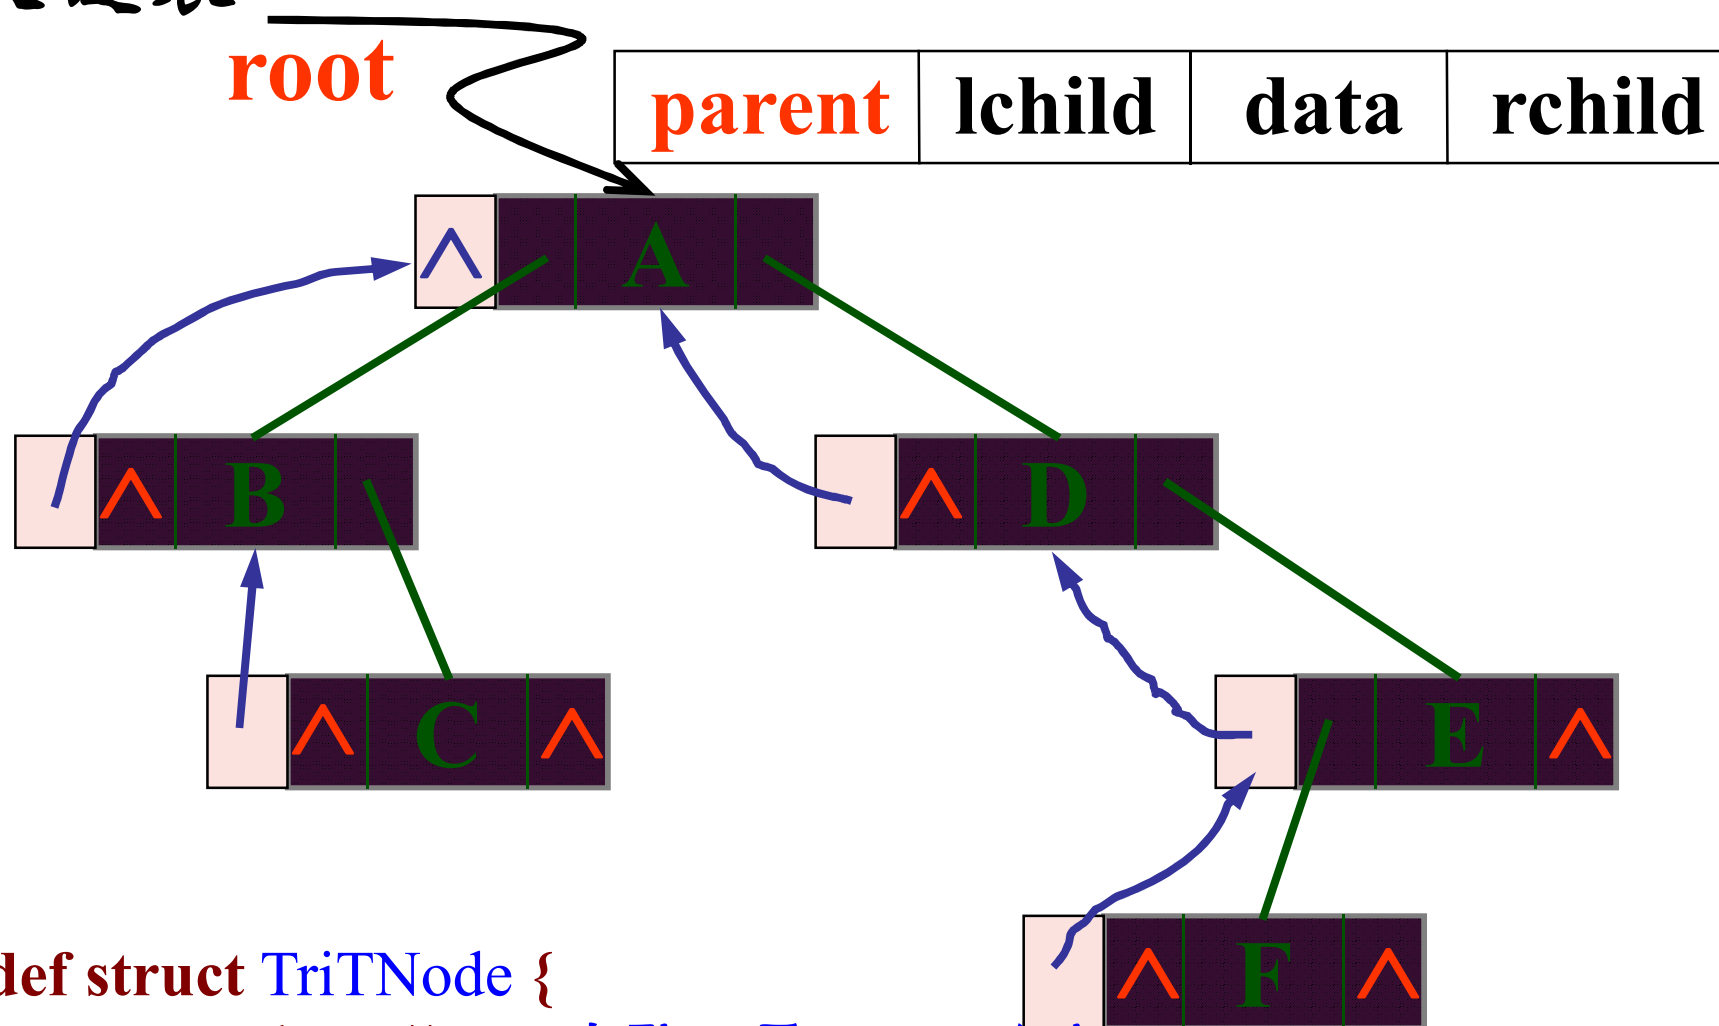 root
parent lchild data rchild
^ A
^ B ^ D
^ C ^ E ^
^ F ^
def struct TriTNode {